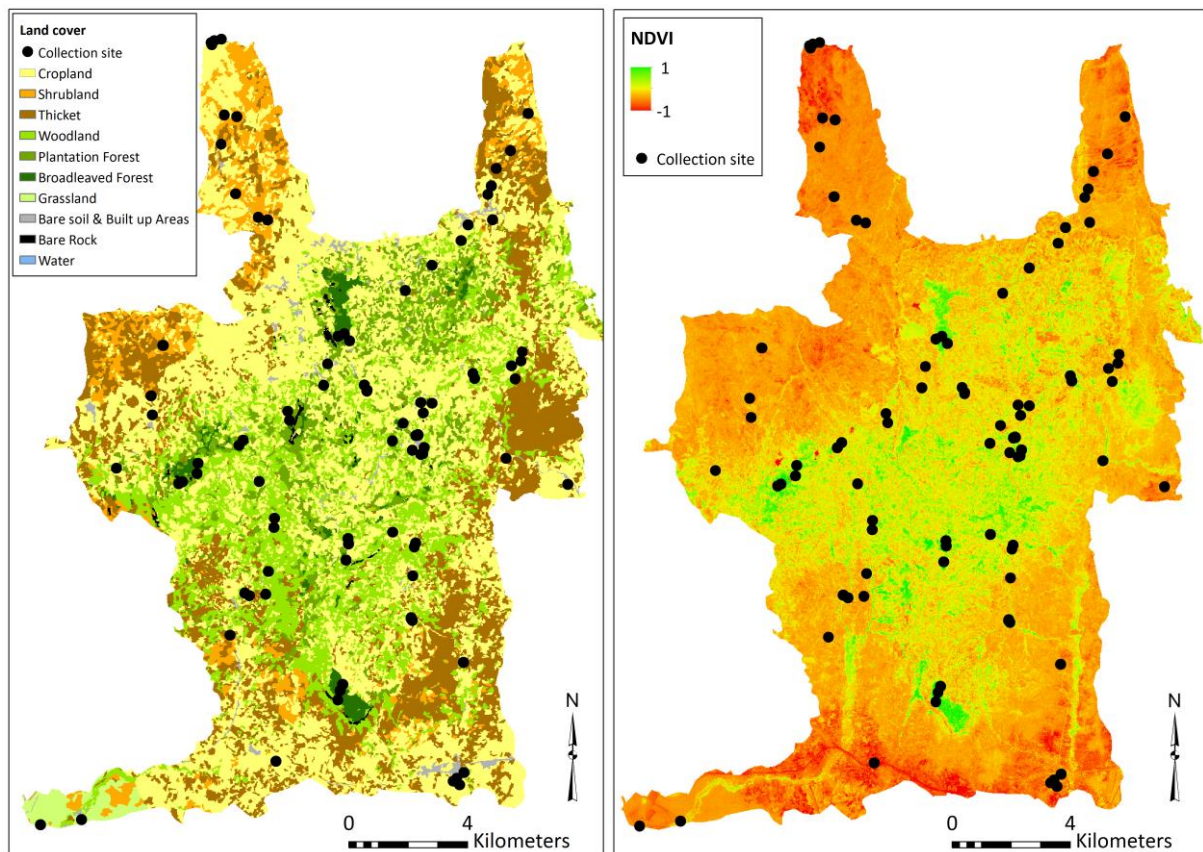 Land cover
Collection site
Cropland
Shrubland
Thicket
Woodland
Plantation Forest
Broadleaved Forest
Grassland
Bare soil & Built up Areas
Bare Rock
Water
N
0 4
Kilometers
NDVI
1
-1
Collection site
N
0 4
Kilometers